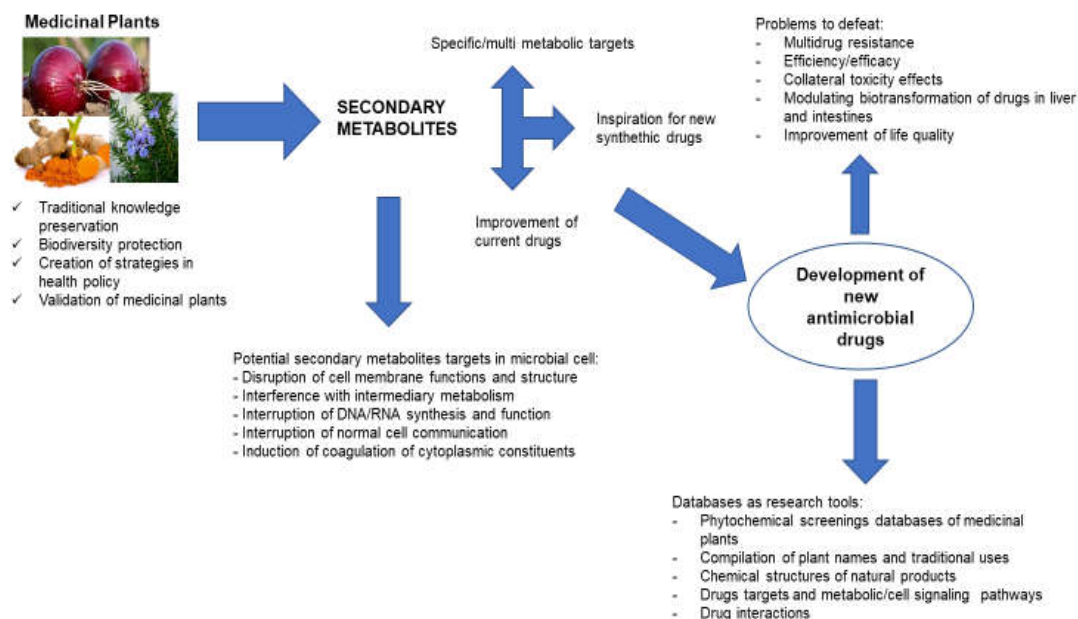 Medicinal Plants
✓ Traditional knowledge
preservation
✓ Biodiversity protection
✓ Creation of strategies in
health policy
✓ Validation of medicinal plants
SECONDARY
METABOLITES
Specific/multi metabolic targets
Inspiration for new
synthethic drugs
Improvement of
current drugs
Potential secondary metabolites targets in microbial cell:
- Disruption of cell membrane functions and structure
- Interference with intermediary metabolism
- Interruption of DNA/RNA synthesis and function
- Interruption of normal cell communication
- Induction of coagulation of cytoplasmic constituents
Problems to defeat:
- Multidrug resistance
- Efficiency/efficacy
- Collateral toxicity effects
- Modulating biotransformation of drugs in liver
and intestines
- Improvement of life quality
Development of
new
antimicrobial
drugs
Databases as research tools:
- Phytochemical screenings databases of medicinal
plants
- Compilation of plant names and traditional uses
- Chemical structures of natural products
- Drugs targets and metabolic/cell signaling pathways
- Drug interactions